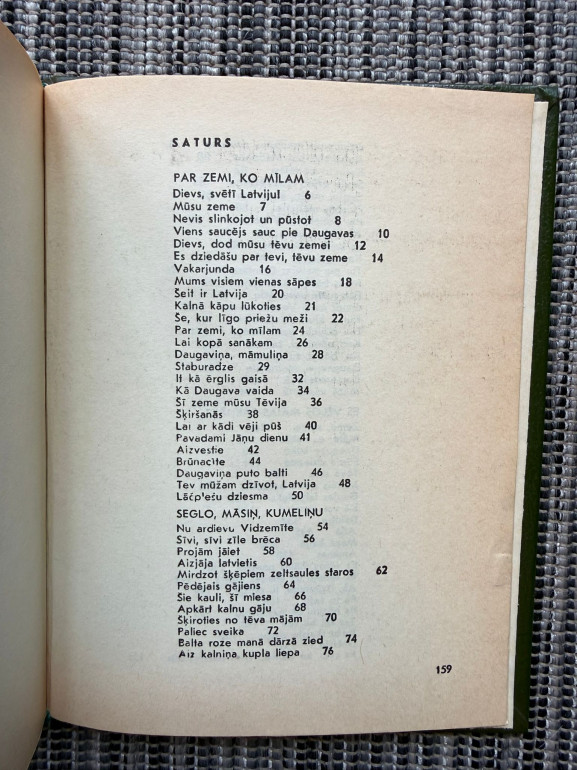 SATURS
PAR ZEMI, KO MĪLAM
Dievs, svētī Latviju! 6
Mūsu zeme 7
Nevis slinkojot un pūstot 8
Viens saucējs sauc pie Daugavas 10
Dievs, dod mūsu tēvu zemei 12
Es dziedāšu par tevi, tēvu zeme 14
Vakarjunda 16
Mums visiem vienas sāpes 18
Šeit ir Latvija 20
Kalnā kāpu lūkoties 21
Še, kur līgo priežu meži 22
Par zemi, ko mīlam 24
Lai kopā sanākam 26
Daugaviņa, māmuliņa 28
Staburadze 29
It kā ērglis gaisā 32
Kā Daugava vaida 34
Šī zeme mūsu Tēvija 36
Šķiršanās 38
Lai ar kādi vēji pūš 40
Pavadami Jāņu dienu 41
Aizvestie 42
Brūnacīte 44
Daugaviņa puto balti 46
Tev mūžam dzīvot, Latvija 48
Lāčp'ešu dziesma 50
SEGLO, MĀSIŅ, KUMELIŅU
Nu ardievu Vidzemīte 54
Sīvi, sīvi zīle brēca 56
Projām jāiet 58
Aizjāja latvietis 60
Mirdzot šķēpiem zeltsaules staros 62
Pēdējais gājiens 64
Šie kauli, šī miesa 66
Apkārt kalnu gāju 68
Šķiroties no tēva mājām 70
Paliec sveika 72
Balta roze manā dārzā zied 74
Aiz kalniņa kupla liepa 76
159